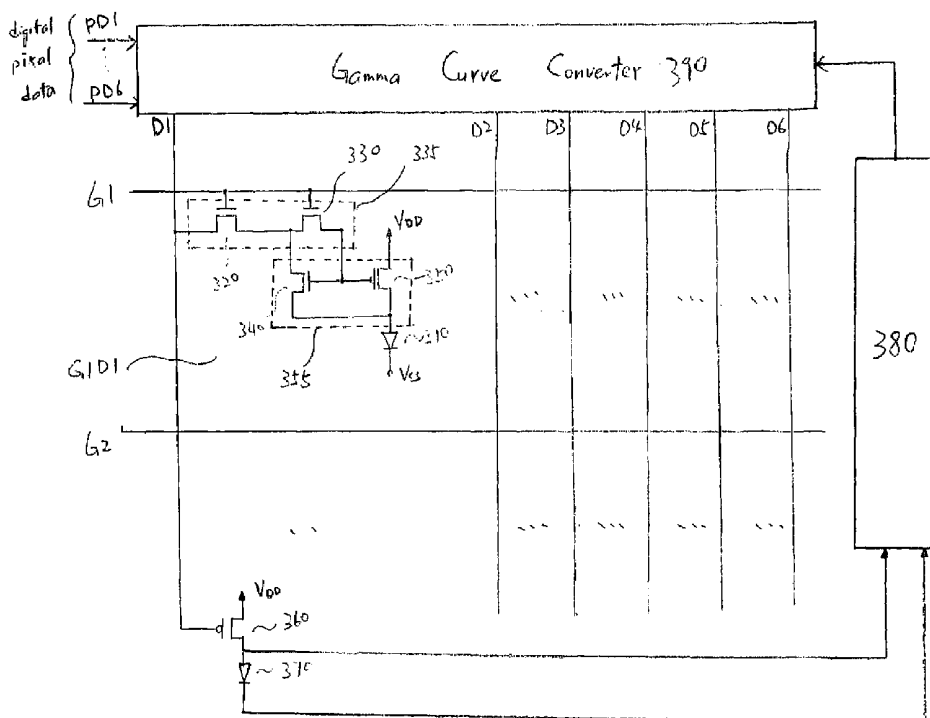 digital pD1
pixel
data pD6
Gamma Curve Converter 390
D1 D2 D3 D4 D5 D6
330 335
G1
VDD
320
350
340
310
G1D1
355
VSS
380
G2
VDD
360
370